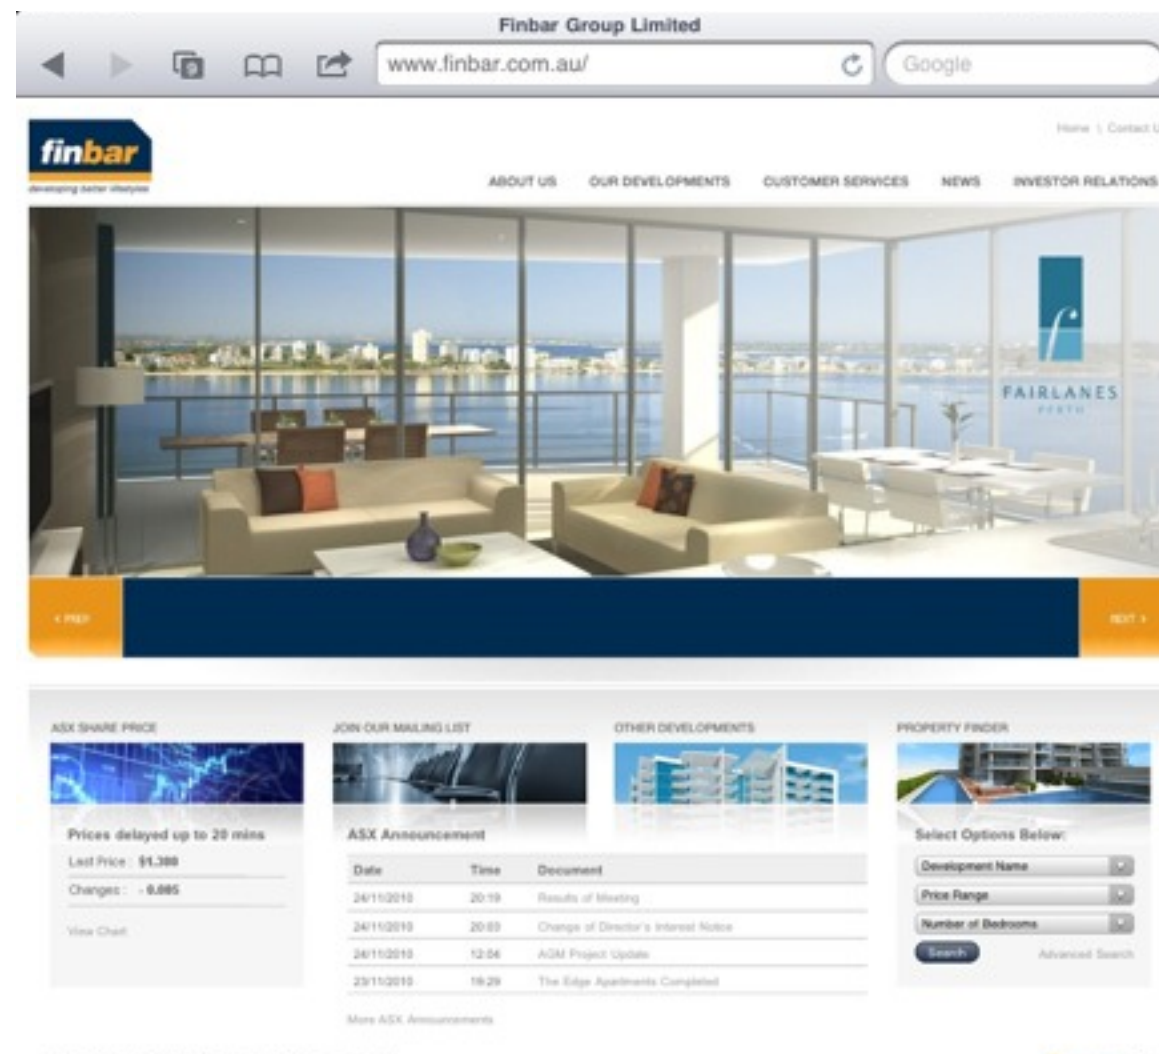 Finbar Group Limited
www.finbar.com.au/
Google
Home | Contact U
finbar
developing better lifestyles
ABOUT US OUR DEVELOPMENTS CUSTOMER SERVICES NEWS INVESTOR RELATIONS
f
FAIRLANES
PERTH
< PREV
NEXT >
ASX SHARE PRICE
JOIN OUR MAILING LIST
OTHER DEVELOPMENTS
PROPERTY FINDER
Prices delayed up to 20 mins
Last Price : $1.300
Changes : - 0.005
View Chart
ASX Announcement
Date Time Document
24/11/2010 20:19 Results of Meeting
24/11/2010 20:03 Change of Director's Interest Notice
24/11/2010 12:04 AGM Project Update
23/11/2010 19:29 The Edge Apartments Completed
More ASX Announcements
Select Options Below:
Development Name
Price Range
Number of Bedrooms
Search
Advanced Search